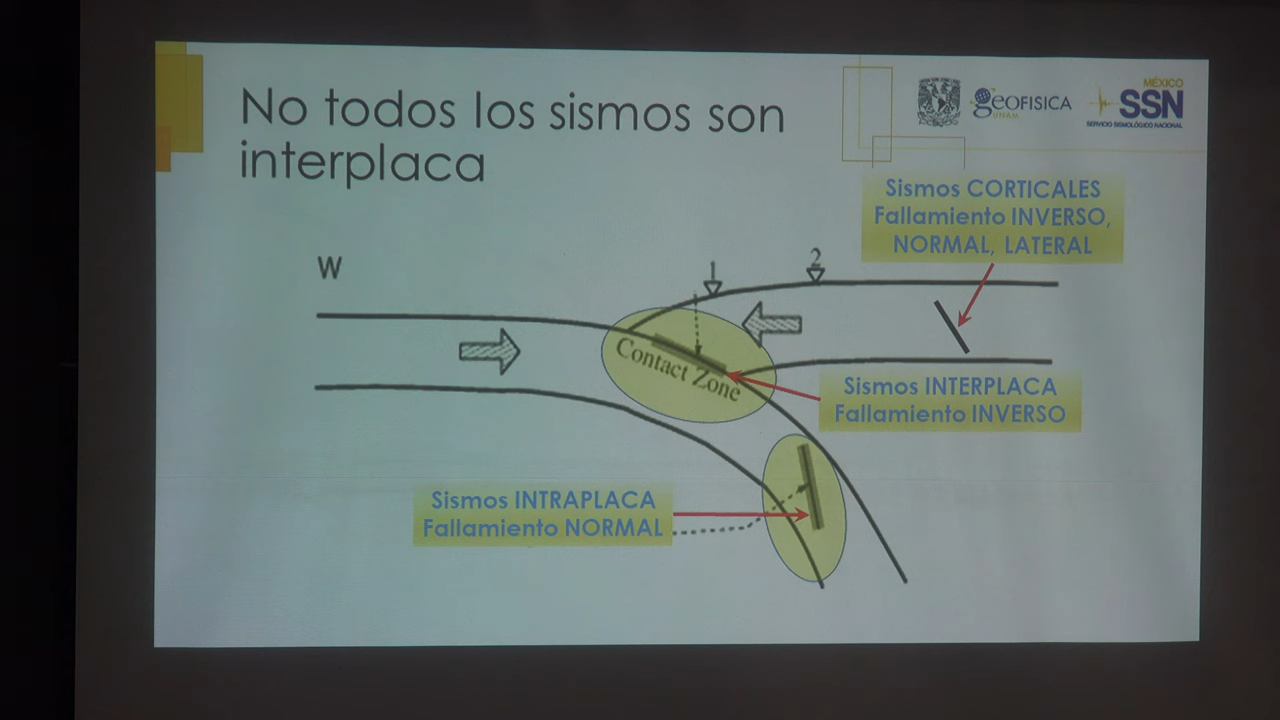 No todos los sismos son
interplaca
GEOFISICA
UNAM
MÉXICO
SSN
SERVICIO SISMOLÓGICO NACIONAL
Sismos CORTICALES
Fallamiento INVERSO,
NORMAL, LATERAL
W
1
2
Contact Zone
Sismos INTERPLACA
Fallamiento INVERSO
Sismos INTRAPLACA
Fallamiento NORMAL